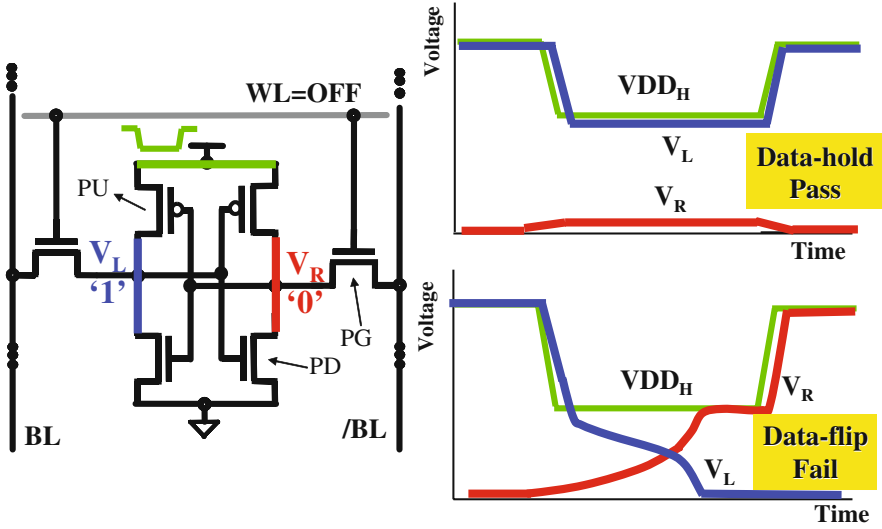 WL=OFF
PU
V_L
'1'
V_R
'0'
PG
PD
BL
/BL
Voltage
VDD_H
V_L
V_R
Data-hold
Pass
Time
Voltage
VDD_H
V_R
V_L
Data-flip
Fail
Time